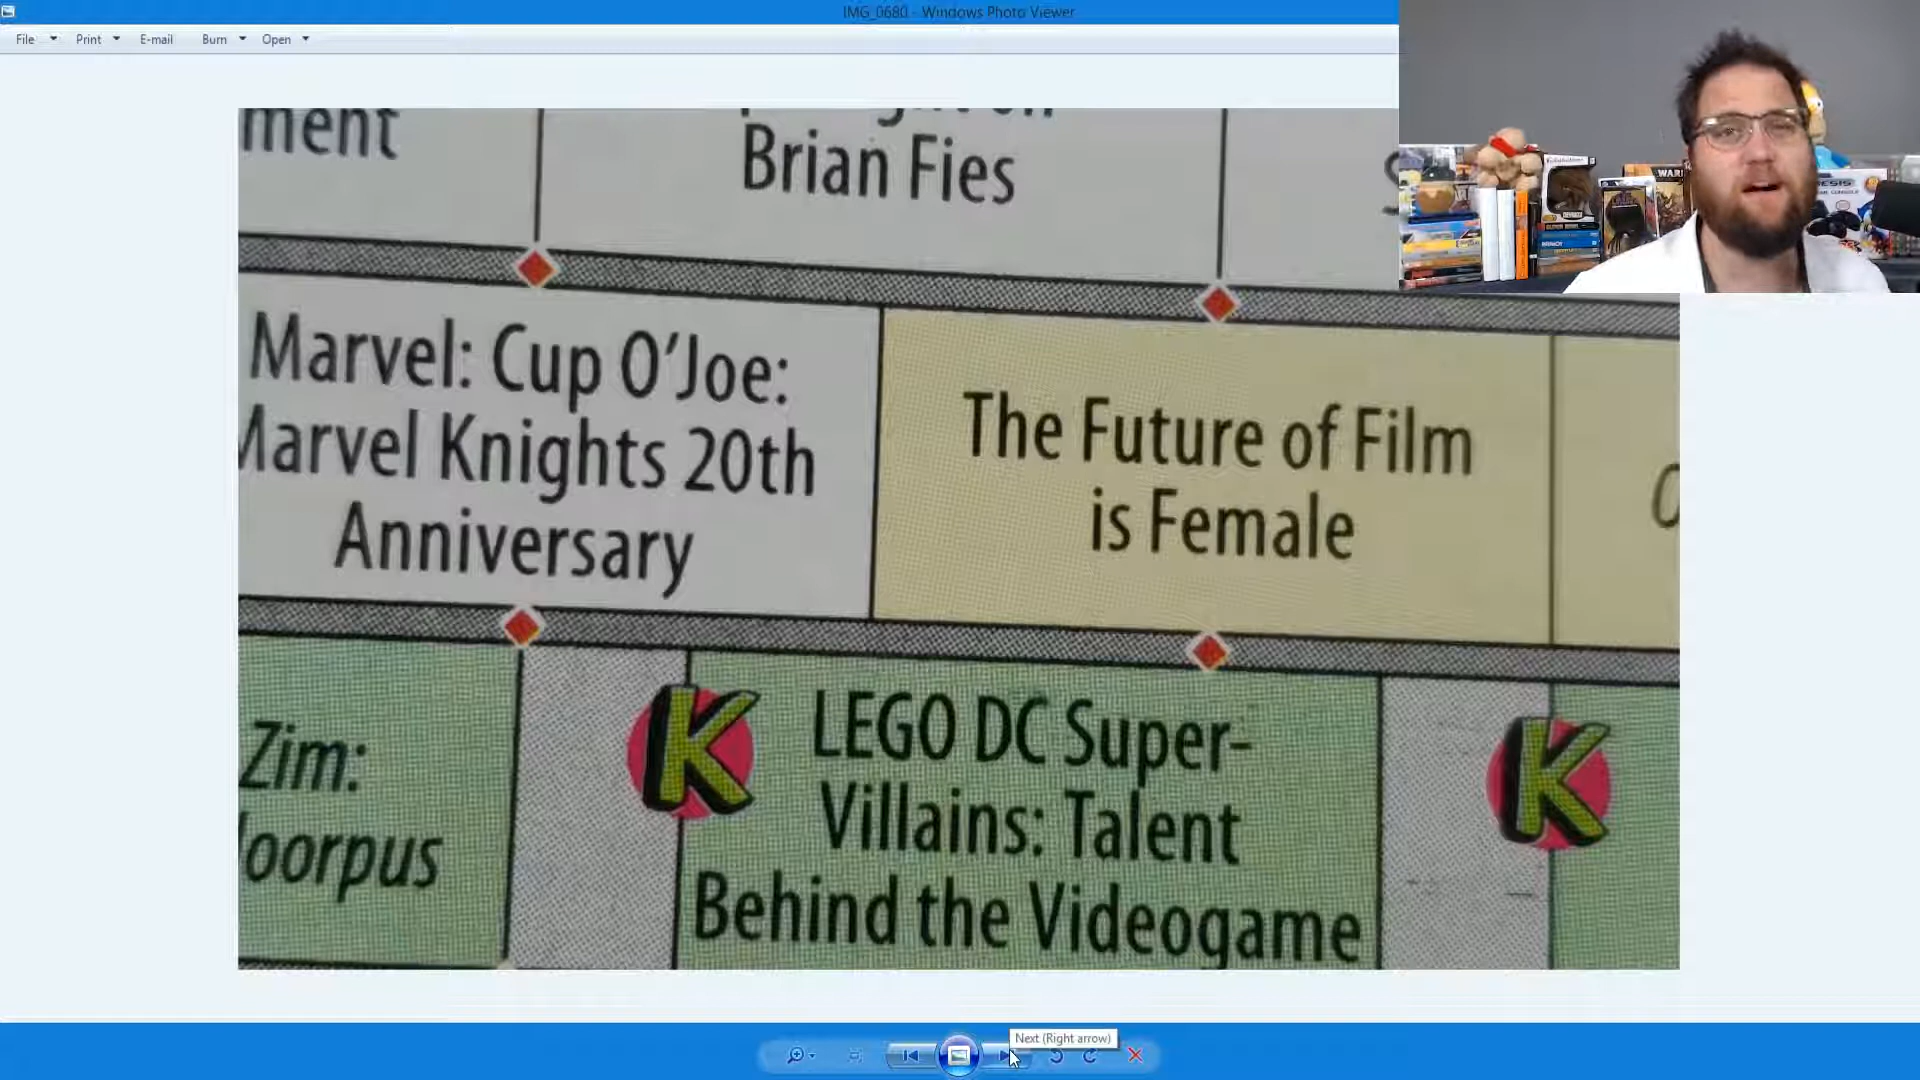 IMG_0680 - Windows Photo Viewer
File Print E-mail Burn Open
ment
Brian Fies
Marvel: Cup O'Joe:
Marvel Knights 20th
Anniversary
The Future of Film
is Female
Zim:
oorpus
K
LEGO DC Super-
Villains: Talent
Behind the Videogame
K
Next (Right arrow)